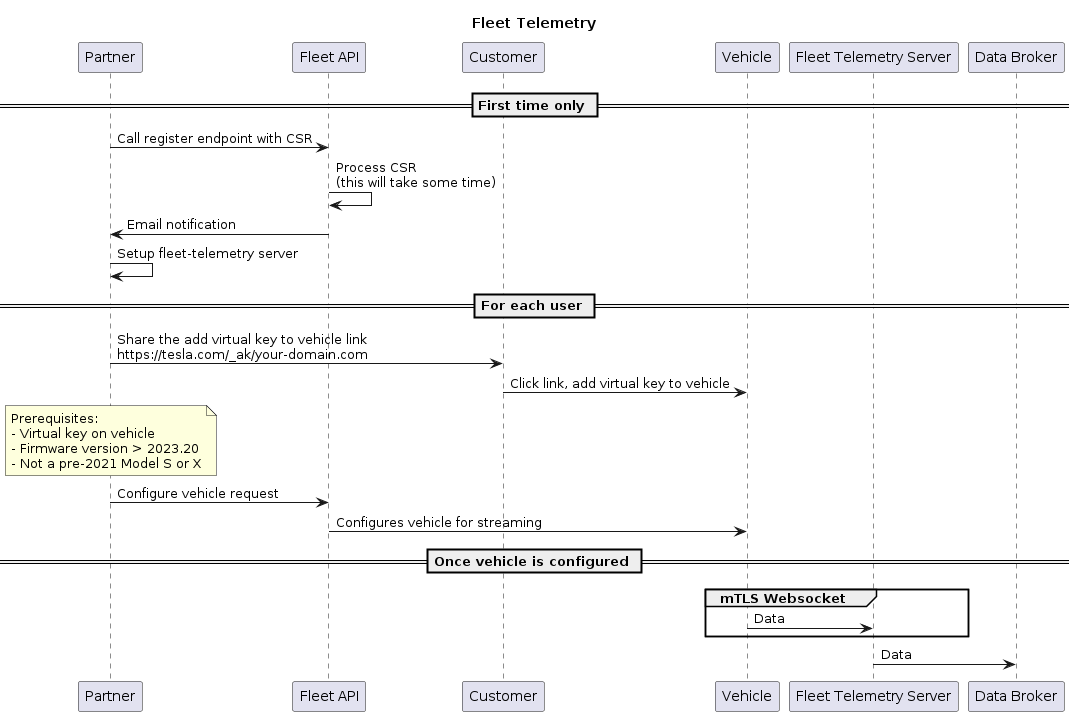 Fleet Telemetry
Partner
Fleet API
Customer
Vehicle
Fleet Telemetry Server
Data Broker
First time only
Call register endpoint with CSR
Process CSR
(this will take some time)
Email notification
Setup fleet-telemetry server
For each user
Share the add virtual key to vehicle link
https://tesla.com/_ak/your-domain.com
Click link, add virtual key to vehicle
Prerequisites:
- Virtual key on vehicle
- Firmware version > 2023.20
- Not a pre-2021 Model S or X
Configure vehicle request
Configures vehicle for streaming
Once vehicle is configured
mTLS Websocket
Data
Data
Partner
Fleet API
Customer
Vehicle
Fleet Telemetry Server
Data Broker